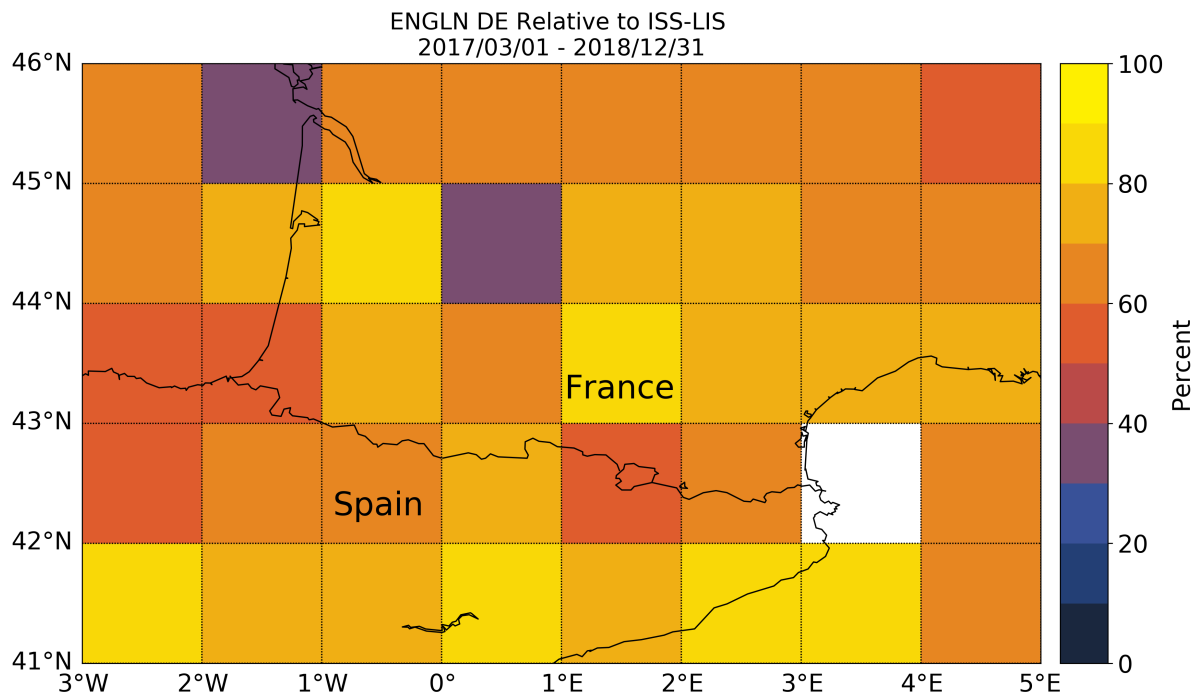 ENGLN DE Relative to ISS-LIS
2017/03/01 - 2018/12/31
46°N
45°N
44°N
43°N
42°N
41°N
3°W
2°W
1°W
0°
1°E
2°E
3°E
4°E
5°E
France
Spain
100
80
60
40
20
0
Percent